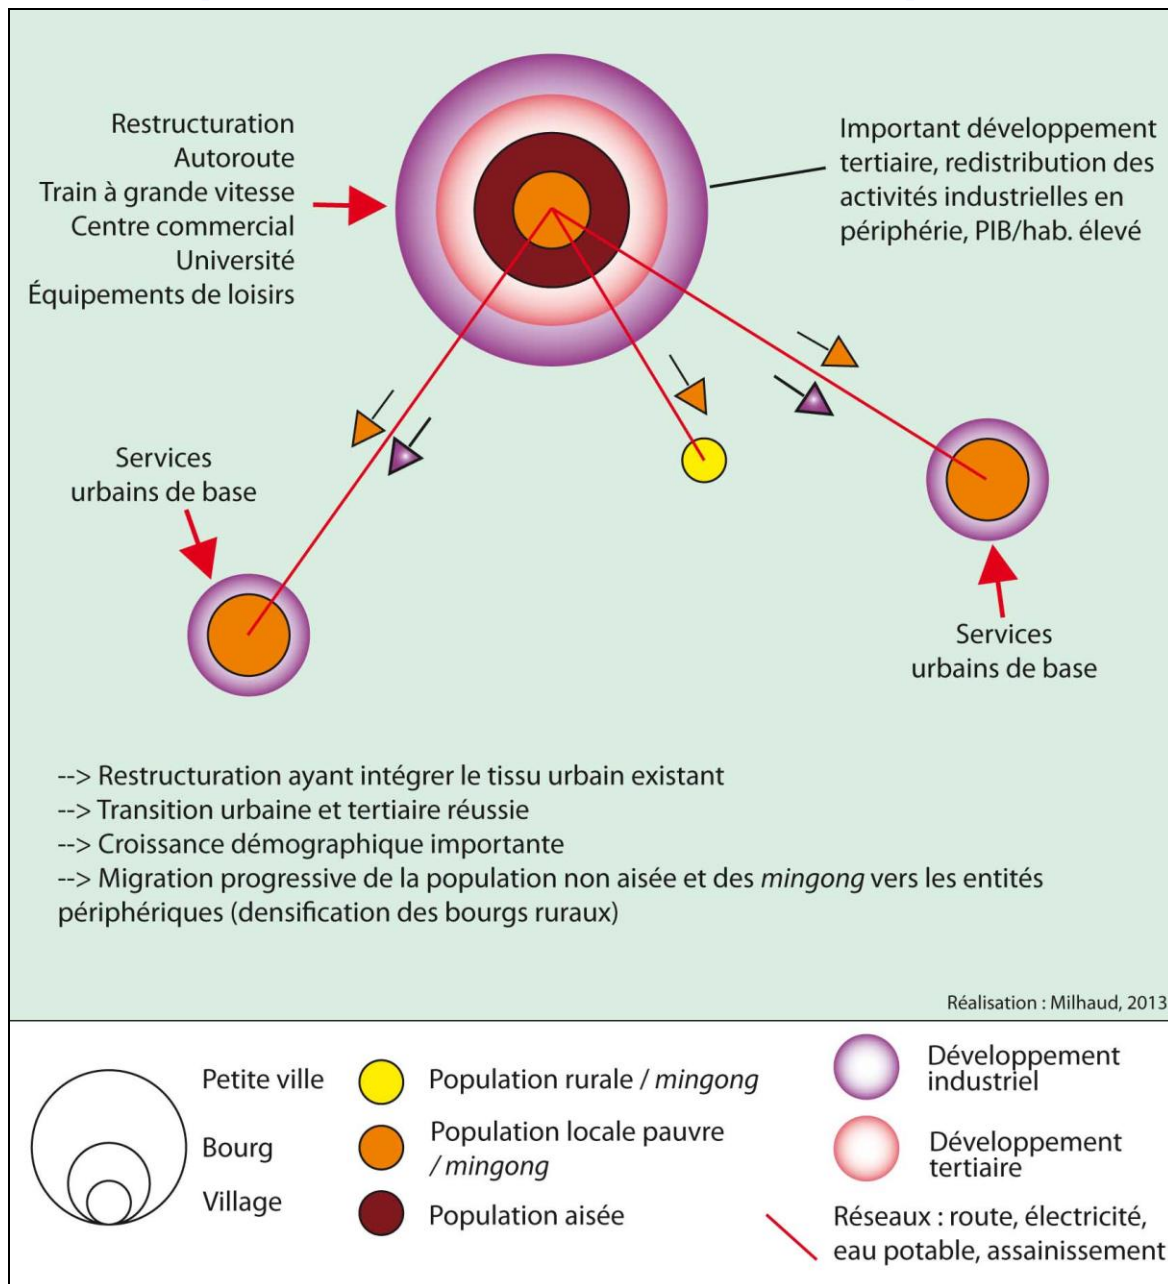 Restructuration
Autoroute
Train à grande vitesse
Centre commercial
Université
Équipements de loisirs
Important développement
tertiaire, redistribution des
activités industrielles en
périphérie, PIB/hab. élevé
Services
urbains de base
Services
urbains de base
--> Restructuration ayant intégrer le tissu urbain existant
--> Transition urbaine et tertiaire réussie
--> Croissance démographique importante
--> Migration progressive de la population non aisée et des mingong vers les entités
périphériques (densification des bourgs ruraux)
Réalisation : Milhaud, 2013
Petite ville
Bourg
Village
Population rurale / mingong
Population locale pauvre
/ mingong
Population aisée
Développement
industriel
Développement
tertiaire
Réseaux : route, électricité,
eau potable, assainissement